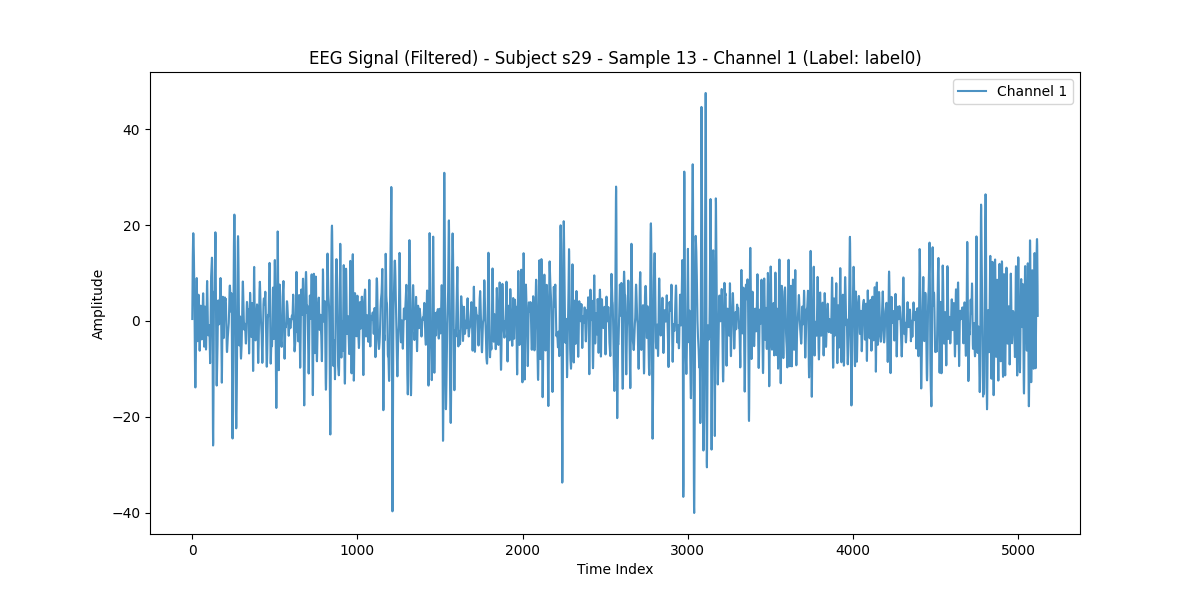 EEG Signal (Filtered) - Subject s29 - Sample 13 - Channel 1 (Label: label0)
Channel 1
Amplitude
40
20
0
−20
−40
0 1000 2000 3000 4000 5000
Time Index